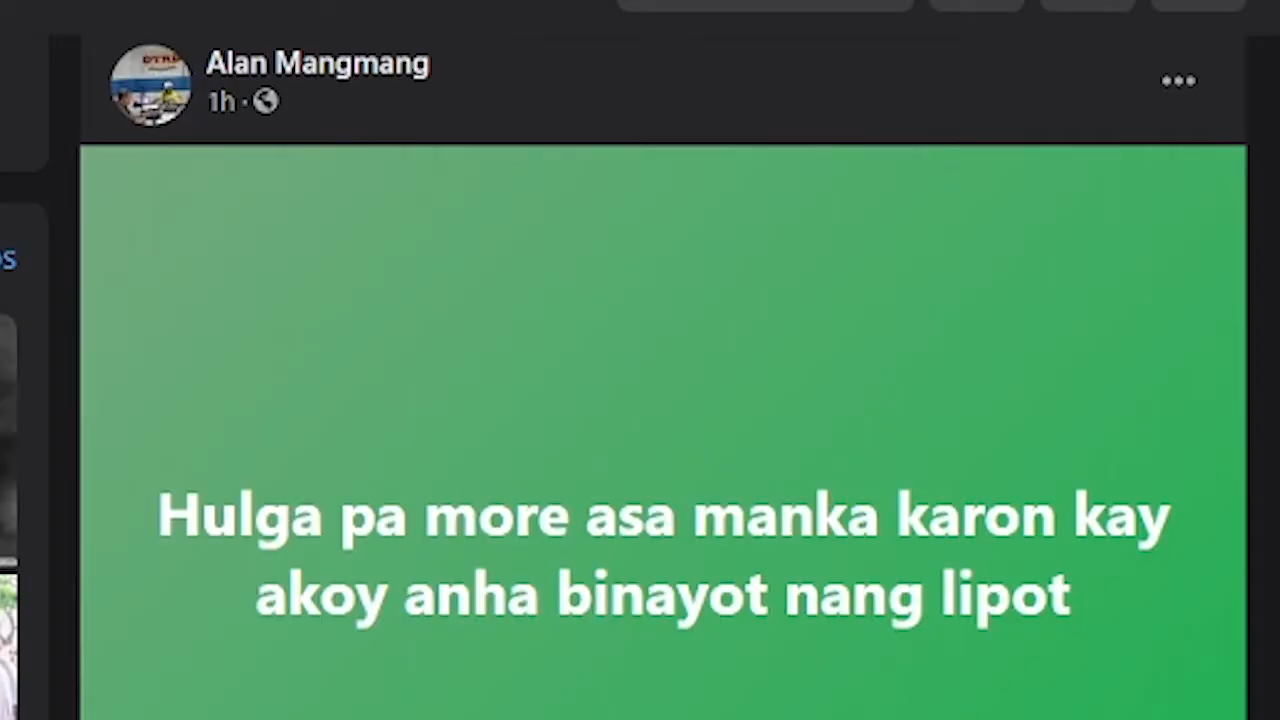 Alan Mangmang
1h ·
Hulga pa more asa manka karon kay
akoy anha binayot nang lipot